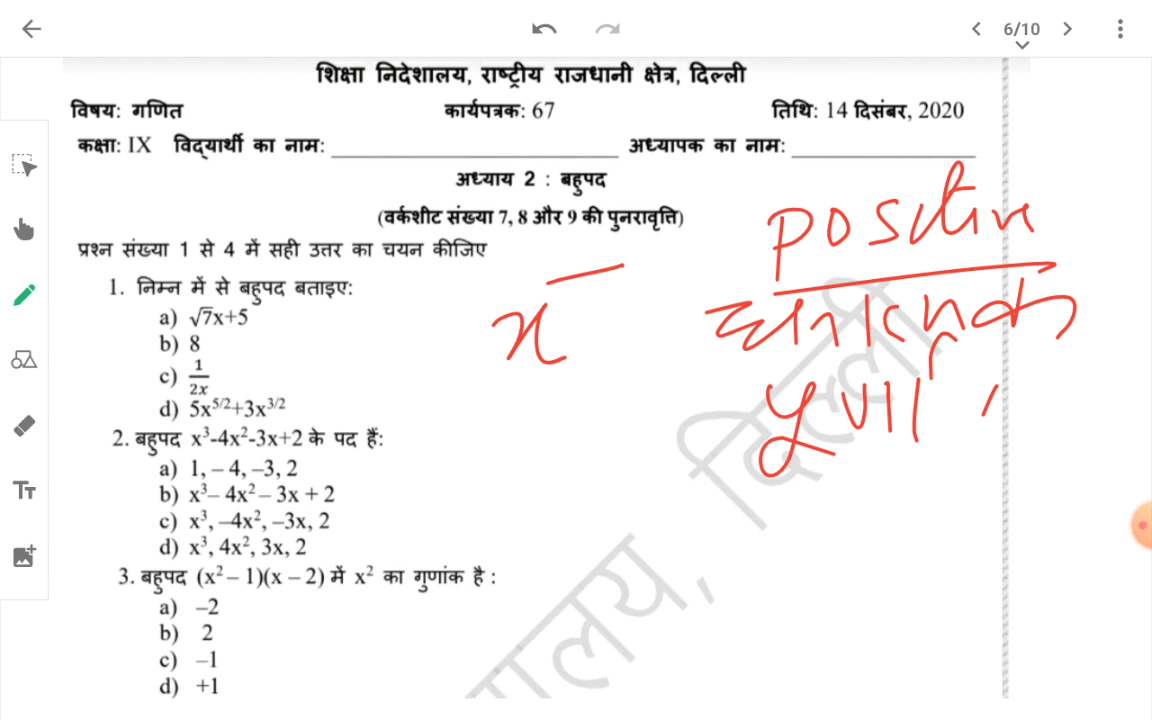 6/10
शिक्षा निदेशालय, राष्ट्रीय राजधानी क्षेत्र, दिल्ली
विषय: गणित कार्यपत्रक: 67 तिथि: 14 दिसंबर, 2020
कक्षा: IX विद्यार्थी का नाम: ____________ अध्यापक का नाम: ____________
अध्याय 2 : बहुपद
(वर्कशीट संख्या 7, 8 और 9 की पुनरावृत्ति)
प्रश्न संख्या 1 से 4 में सही उतर का चयन कीजिए
1. निम्न में से बहुपद बताइए:
a) √7x+5
b) 8
c) 1/2x
d) 5x^5/2+3x^3/2
2. बहुपद x³-4x²-3x+2 के पद हैं:
a) 1, – 4, –3, 2
b) x³– 4x² – 3x + 2
c) x³, –4x², –3x, 2
d) x³, 4x², 3x, 2
3. बहुपद (x² – 1)(x – 2) में x² का गुणांक है :
a) –2
b) 2
c) –1
d) +1
x
धनात्मक
Tт